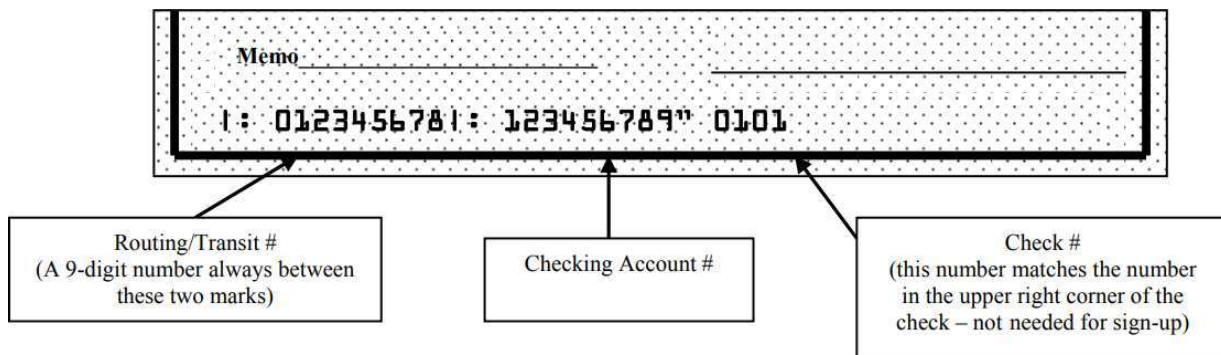 Memo
|: 012345678|: 123456789" 0101
Routing/Transit #
(A 9-digit number always between
these two marks)
Checking Account #
Check #
(this number matches the number
in the upper right corner of the
check – not needed for sign-up)